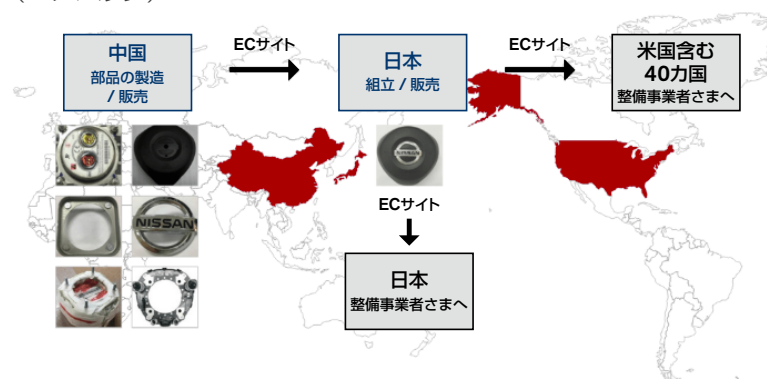 中国
部品の製造
/ 販売
ECサイト
日本
組立 / 販売
ECサイト
米国含む
40カ国
整備事業者さまへ
NISSAN
NISSAN
ECサイト
日本
整備事業者さまへ